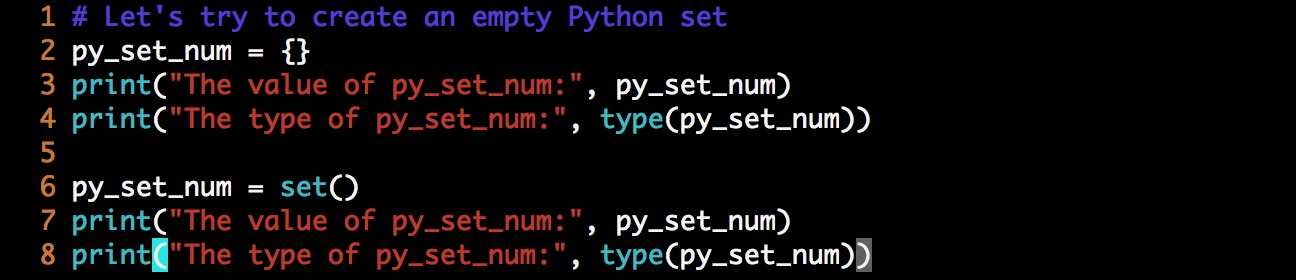 1 # Let's try to create an empty Python set
2 py_set_num = {}
3 print("The value of py_set_num:", py_set_num)
4 print("The type of py_set_num:", type(py_set_num))
5
6 py_set_num = set()
7 print("The value of py_set_num:", py_set_num)
8 print("The type of py_set_num:", type(py_set_num))